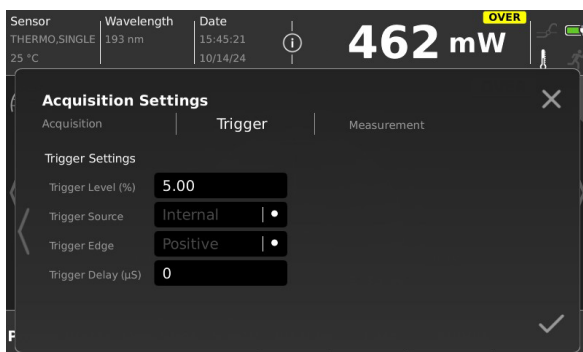 Sensor
THERMO,SINGLE
25 °C
Wavelength
193 nm
Date
15:45:21
10/14/24
i
462 mW
OVER
Acquisition Settings
Acquisition
Trigger
Measurement
Trigger Settings
Trigger Level (%) 5.00
Trigger Source Internal
Trigger Edge Positive
Trigger Delay (µS) 0